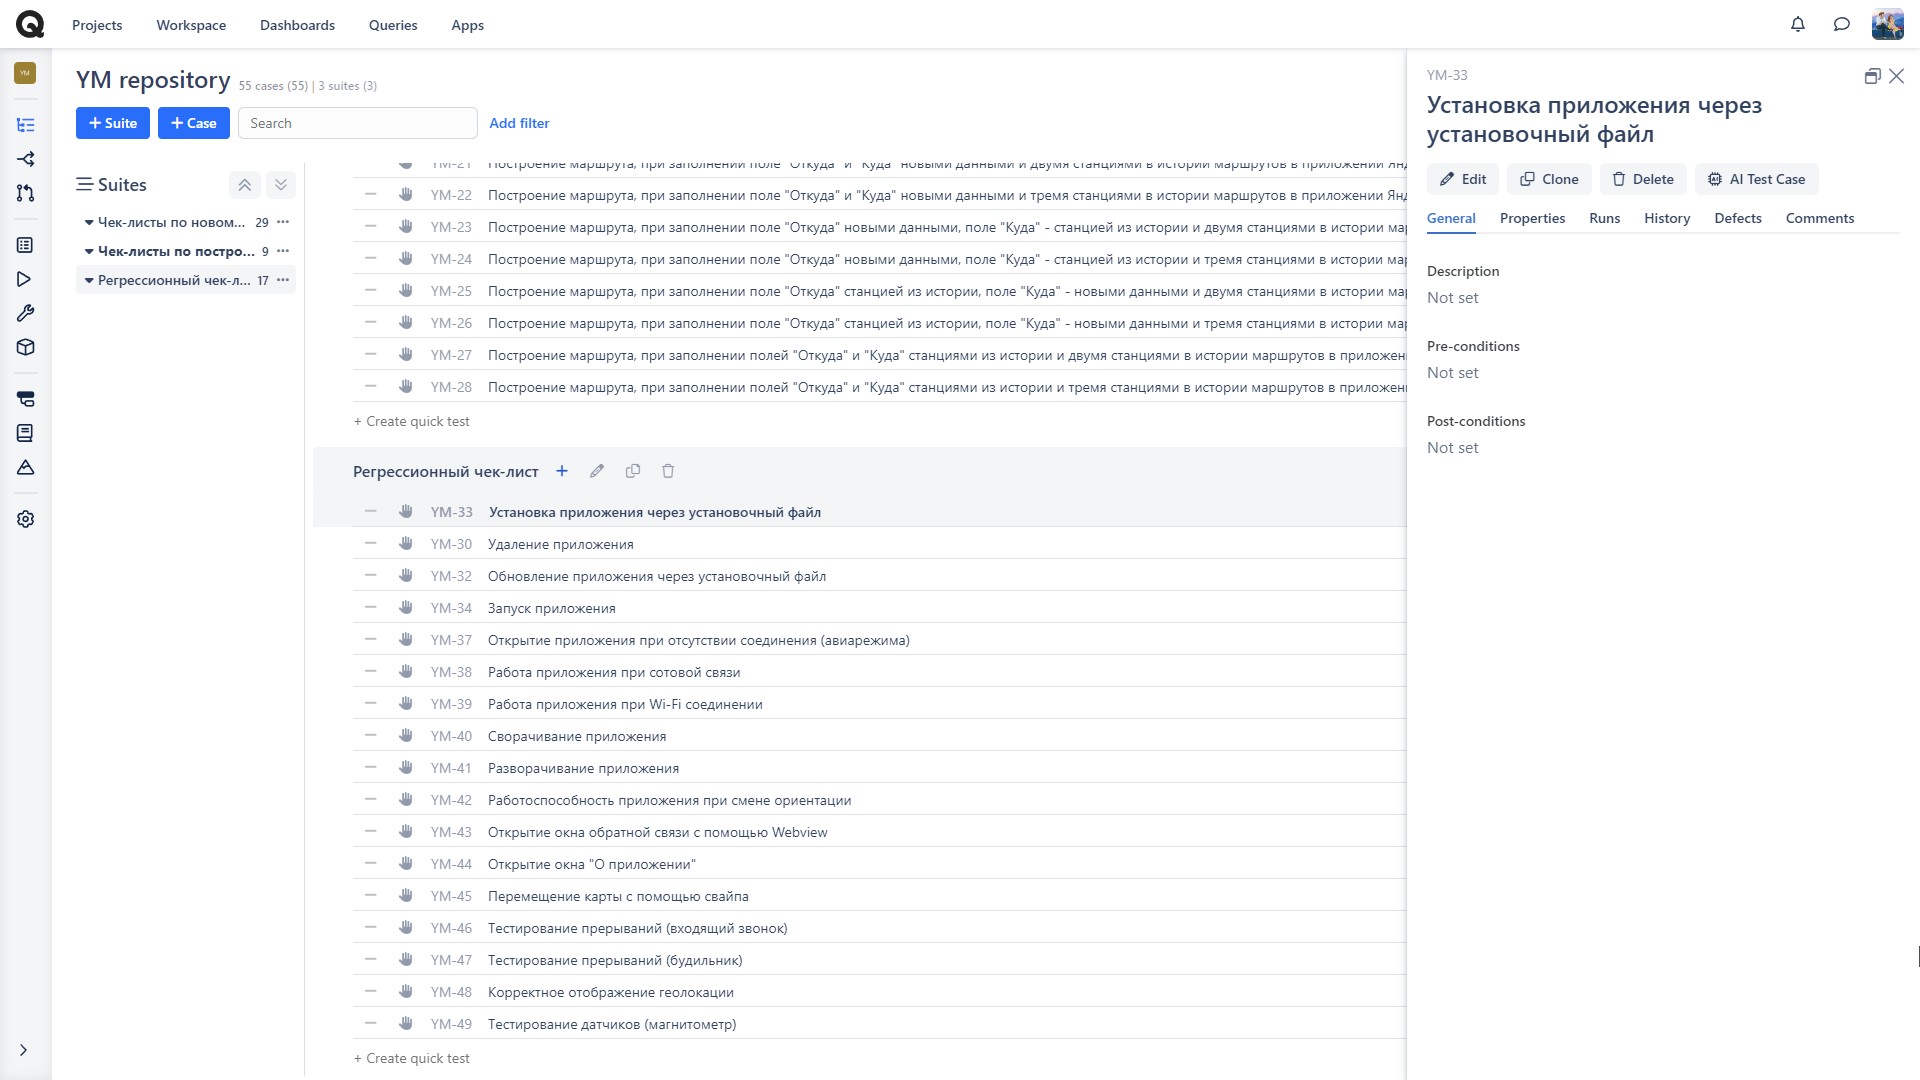 Projects
Workspace
Dashboards
Queries
Apps
YM
YM repository
55 cases (55) | 3 suites (3)
+ Suite
+ Case
Search
Add filter
Suites
Чек-листы по новом... 29
Чек-листы по постро... 9
Регрессионный чек-л... 17
YM-21 Построение маршрута, при заполнении поле "Откуда" и "Куда" новыми данными и двумя станциями в истории маршрутов в приложении Янд
YM-22 Построение маршрута, при заполнении поле "Откуда" и "Куда" новыми данными и тремя станциями в истории маршрутов в приложении Янд
YM-23 Построение маршрута, при заполнении поле "Откуда" новыми данными, поле "Куда" - станцией из истории и двумя станциями в истории мар
YM-24 Построение маршрута, при заполнении поле "Откуда" новыми данными, поле "Куда" - станцией из истории и тремя станциями в истории мар
YM-25 Построение маршрута, при заполнении поле "Откуда" станцией из истории, поле "Куда" - новыми данными и двумя станциями в истории мар
YM-26 Построение маршрута, при заполнении поле "Откуда" станцией из истории, поле "Куда" - новыми данными и тремя станциями в истории мар
YM-27 Построение маршрута, при заполнении полей "Откуда" и "Куда" станциями из истории и двумя станциями в истории маршрутов в приложен
YM-28 Построение маршрута, при заполнении полей "Откуда" и "Куда" станциями из истории и тремя станциями в истории маршрутов в приложен
+ Create quick test
Регрессионный чек-лист
YM-33 Установка приложения через установочный файл
YM-30 Удаление приложения
YM-32 Обновление приложения через установочный файл
YM-34 Запуск приложения
YM-37 Открытие приложения при отсутствии соединения (авиарежима)
YM-38 Работа приложения при сотовой связи
YM-39 Работа приложения при Wi-Fi соединении
YM-40 Сворачивание приложения
YM-41 Разворачивание приложения
YM-42 Работоспособность приложения при смене ориентации
YM-43 Открытие окна обратной связи с помощью Webview
YM-44 Открытие окна "О приложении"
YM-45 Перемещение карты с помощью свайпа
YM-46 Тестирование прерываний (входящий звонок)
YM-47 Тестирование прерываний (будильник)
YM-48 Корректное отображение геолокации
YM-49 Тестирование датчиков (магнитометр)
+ Create quick test
YM-33
Установка приложения через
установочный файл
Edit
Clone
Delete
AI Test Case
General
Properties
Runs
History
Defects
Comments
Description
Not set
Pre-conditions
Not set
Post-conditions
Not set